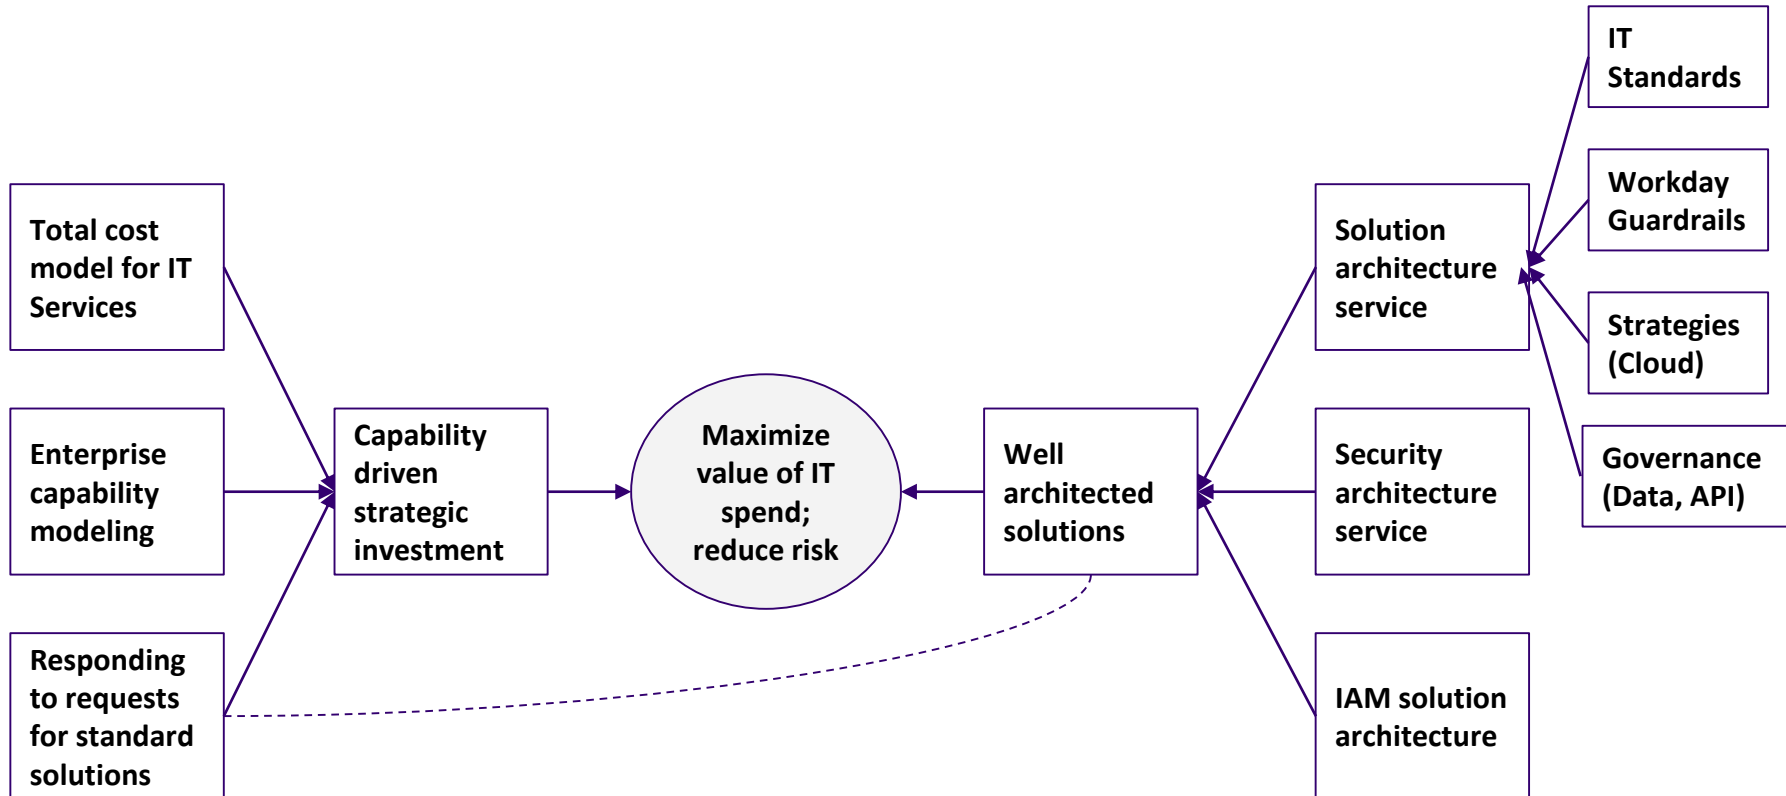 Total cost
model for IT
Services
Enterprise
capability
modeling
Responding
to requests
for standard
solutions
Capability
driven
strategic
investment
Maximize
value of IT
spend;
reduce risk
Well
architected
solutions
Solution
architecture
service
Security
architecture
service
IAM solution
architecture
IT
Standards
Workday
Guardrails
Strategies
(Cloud)
Governance
(Data, API)